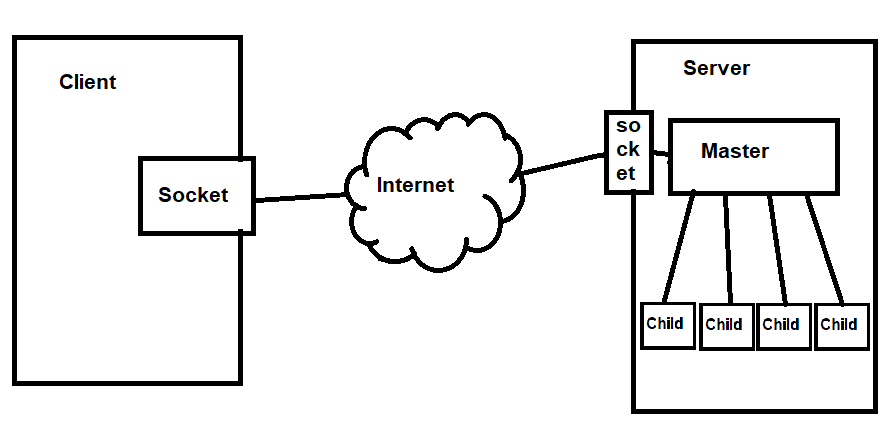 Client
Socket
Internet
Server
so
ck
et
Master
Child
Child
Child
Child